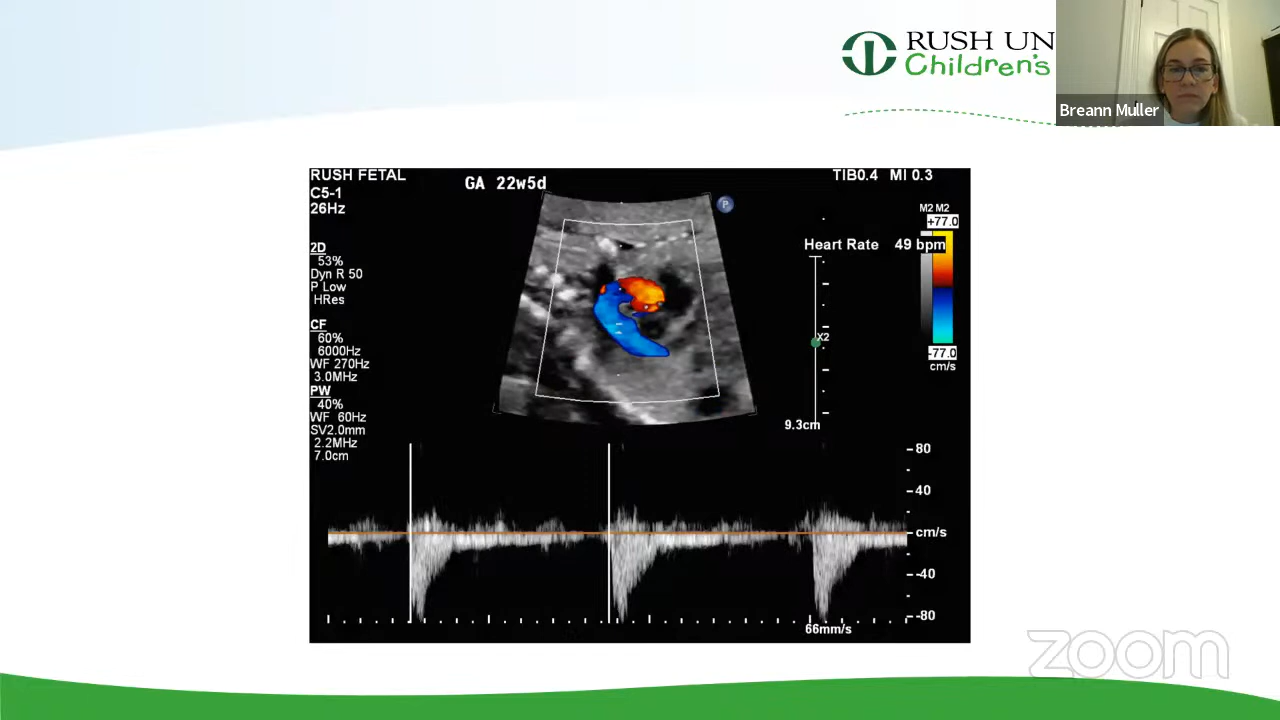 RUSH UN
Children's
Breann Muller
RUSH FETAL
C5-1
26Hz
GA 22w5d
TIB0.4 MI 0.3
M2 M2
+77.0
Heart Rate 49 bpm
2D
53%
Dyn R 50
P Low
HRes
P
CF
60%
6000Hz
WF 270Hz
3.0MHz
X2
-77.0
cm/s
PW
40%
WF 60Hz
SV2.0mm
2.2MHz
7.0cm
9.3cm
80
40
cm/s
-40
-80
66mm/s
zoom